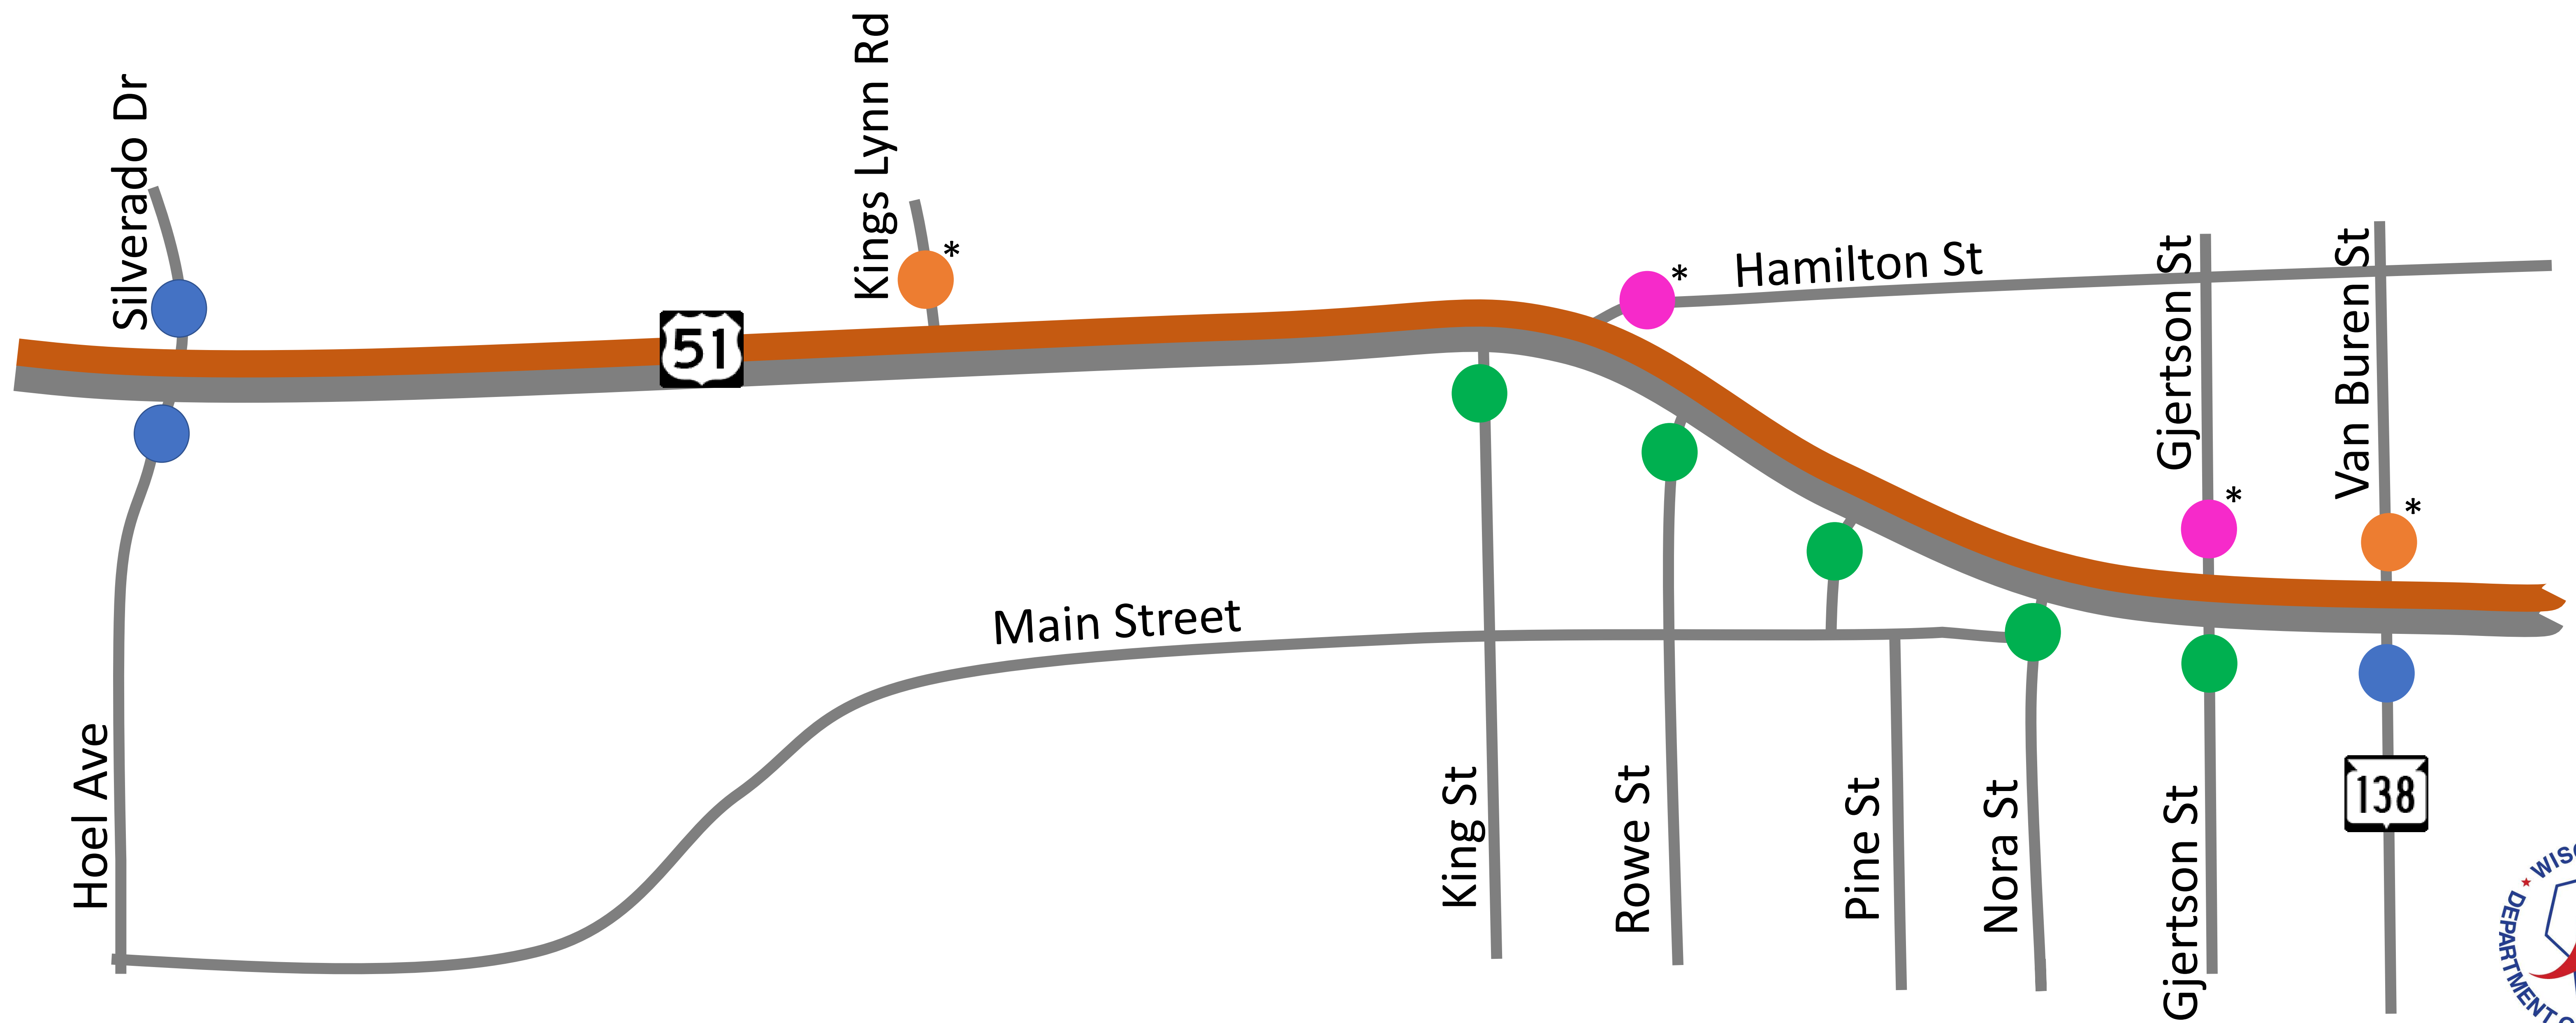 Silverado Dr
Kings Lynn Rd
*
51
*
Hamilton St
Gjertson St
*
Van Buren St
*
Main Street
Hoel Ave
King St
Rowe St
Pine St
Nora St
Gjertson St
138
DEPARTMENT